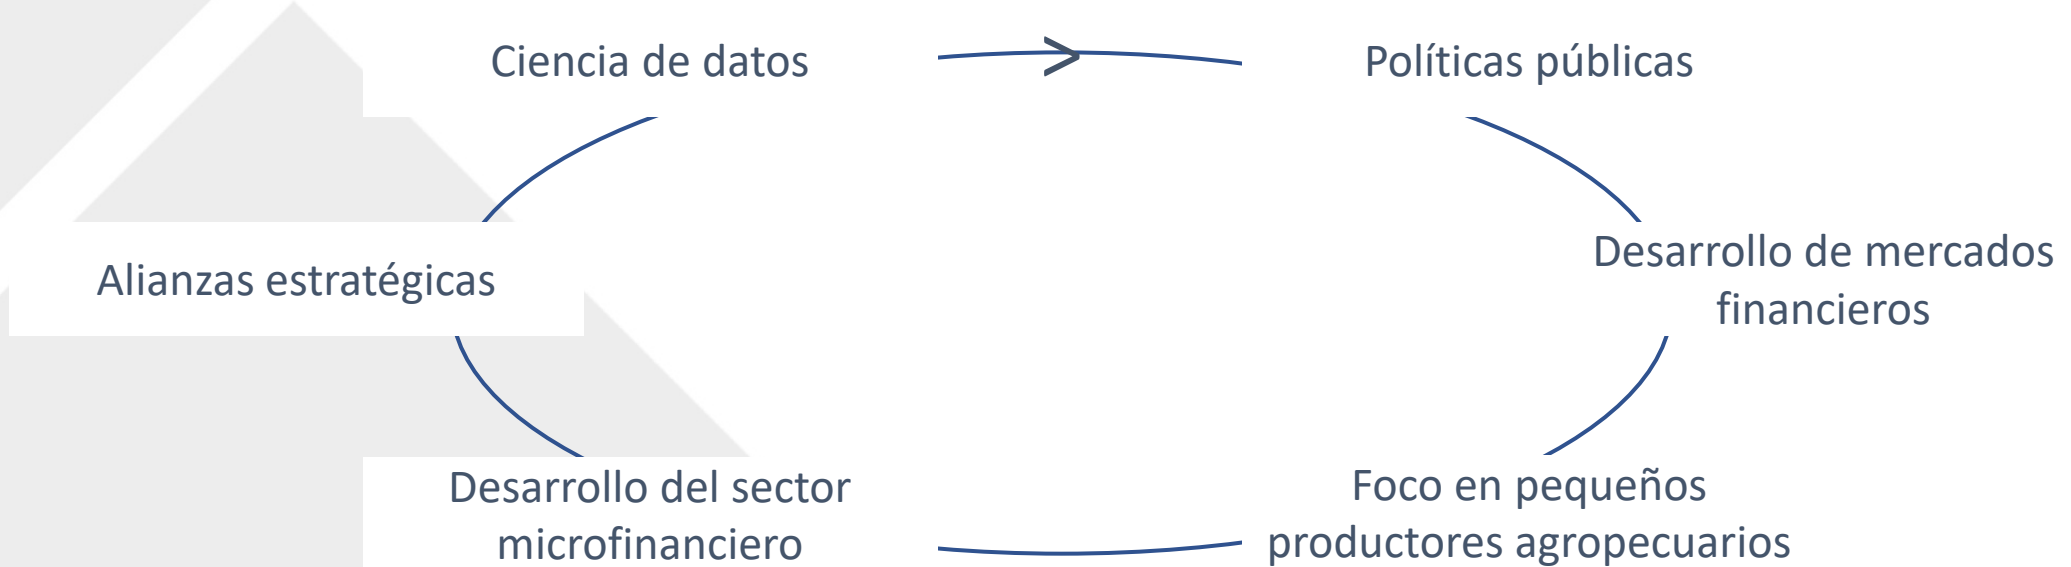 Ciencia de datos
Políticas públicas
Desarrollo de mercados
financieros
Foco en pequeños
productores agropecuarios
Desarrollo del sector
microfinanciero
Alianzas estratégicas